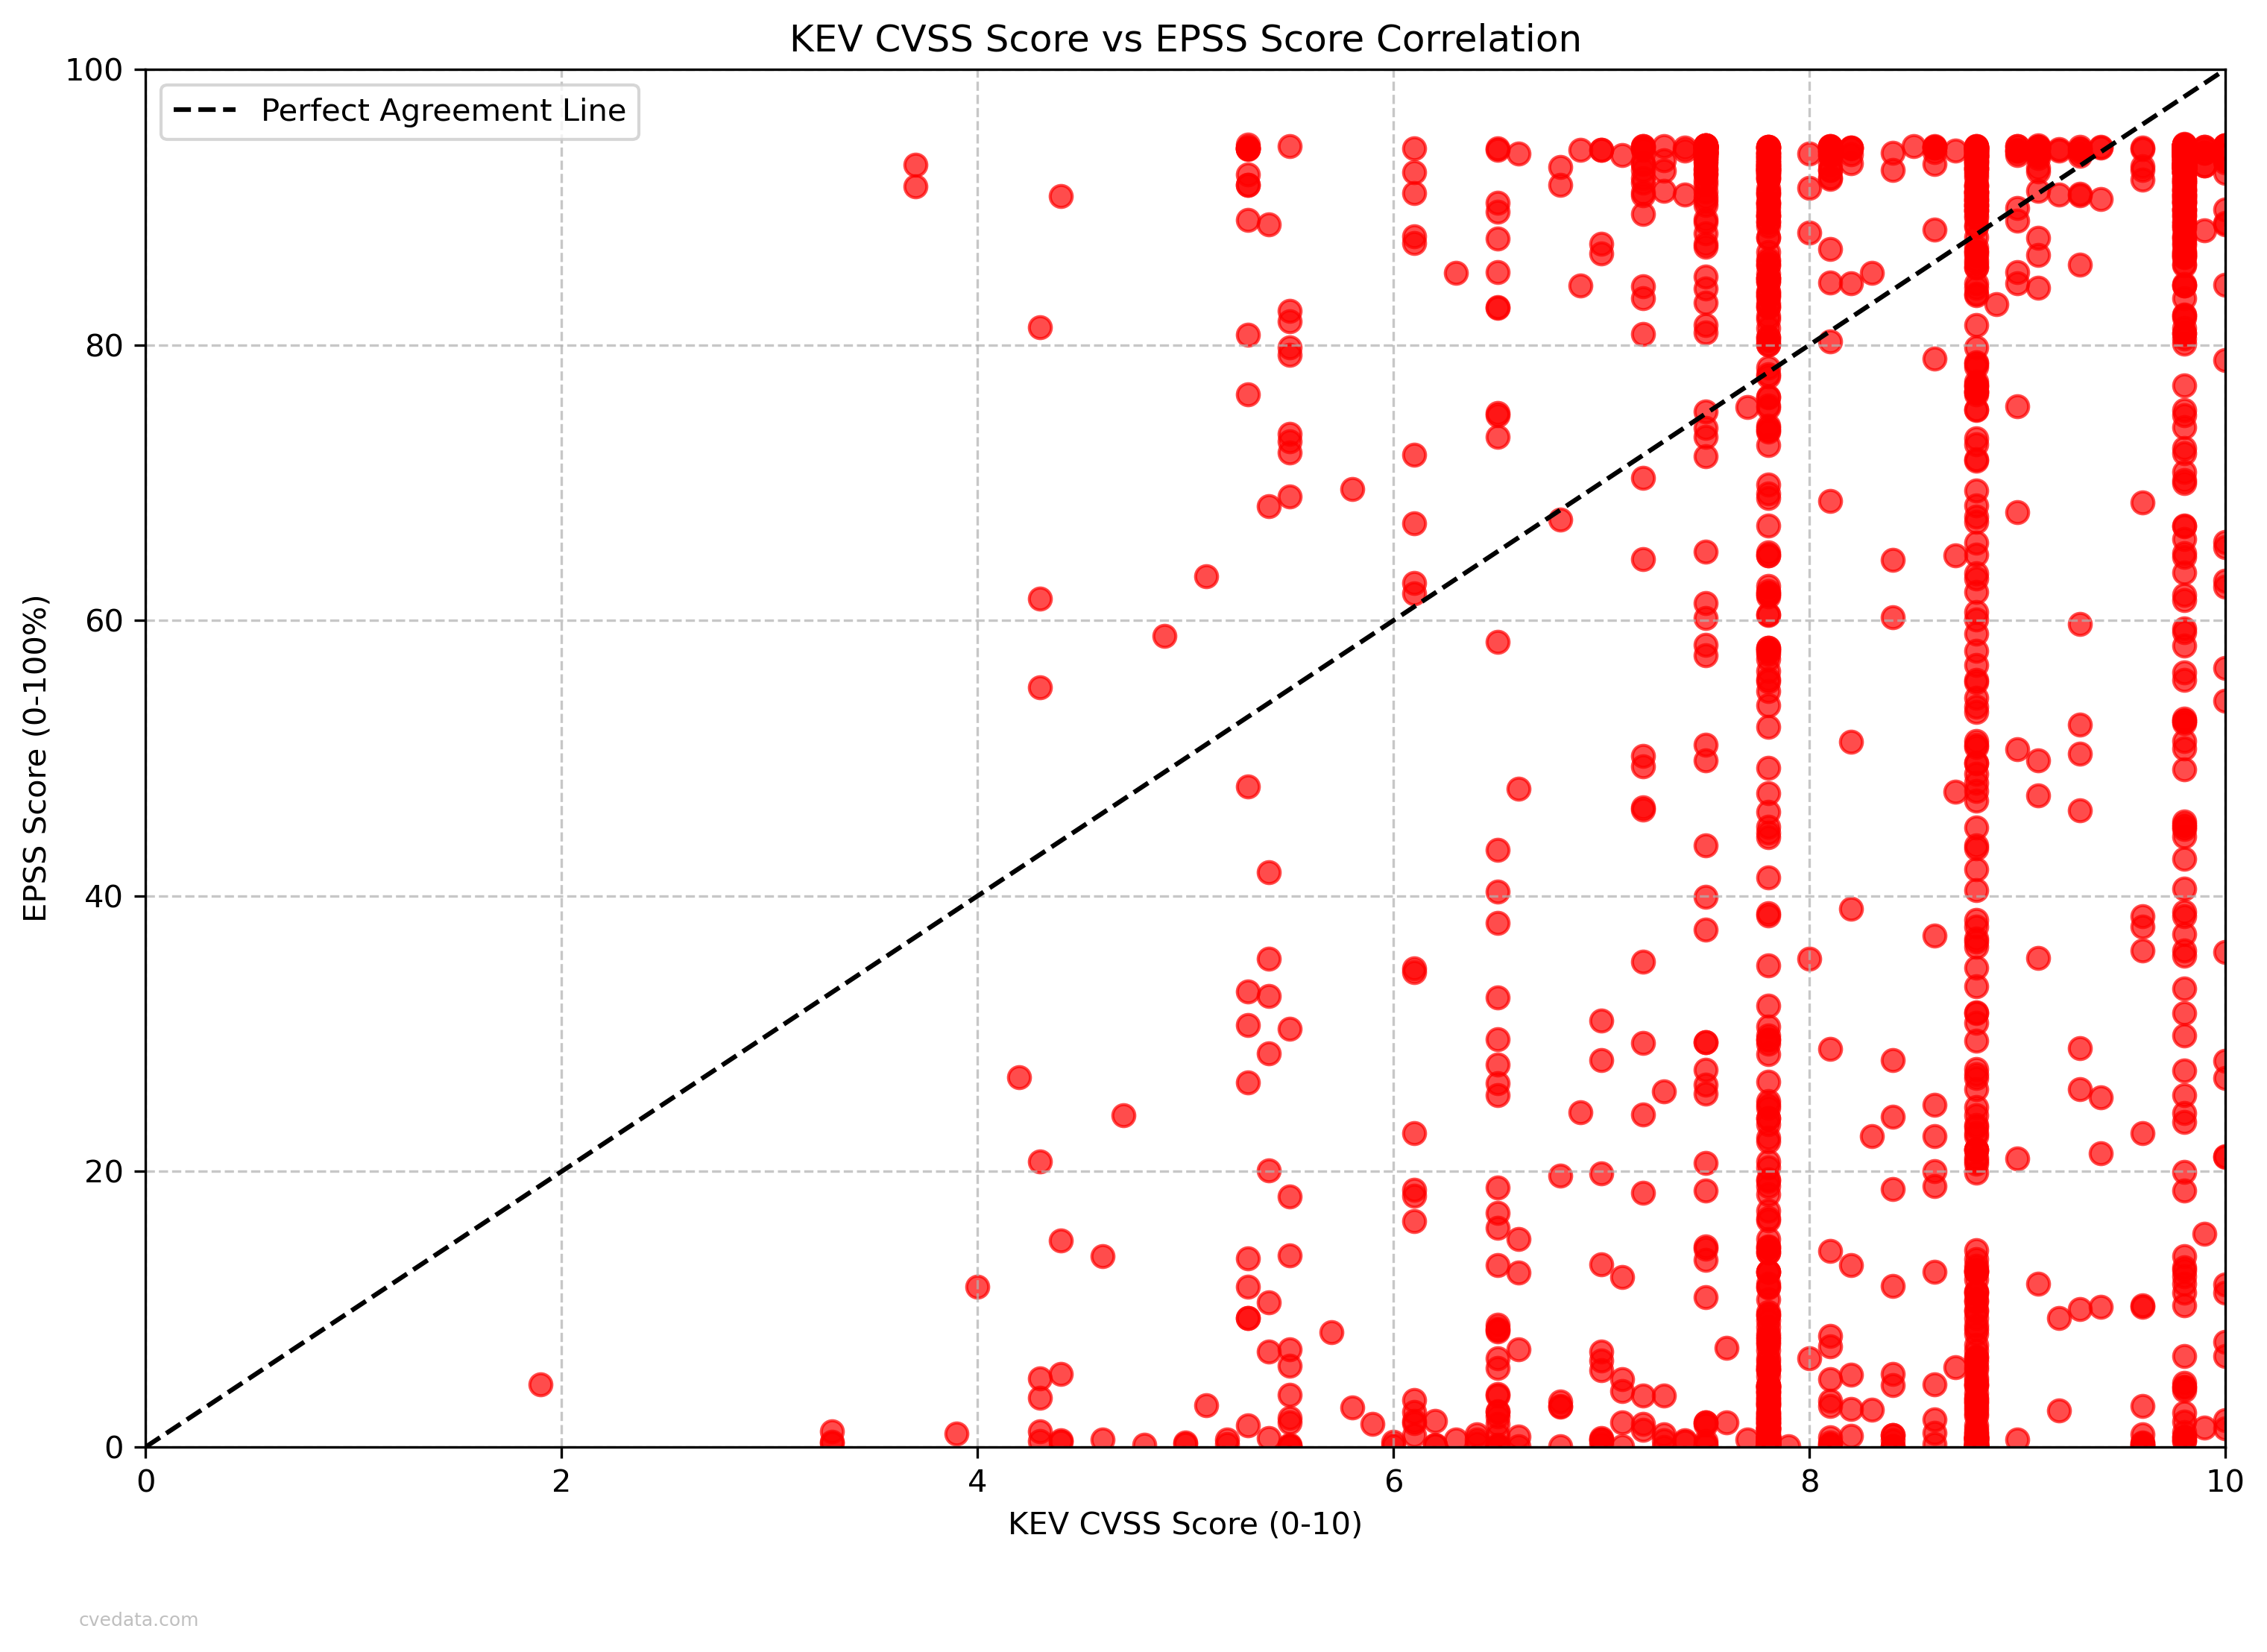 KEV CVSS Score vs EPSS Score Correlation
Perfect Agreement Line
EPSS Score (0-100%)
100
80
60
40
20
0
0 2 4 6 8 10
KEV CVSS Score (0-10)
cvedata.com